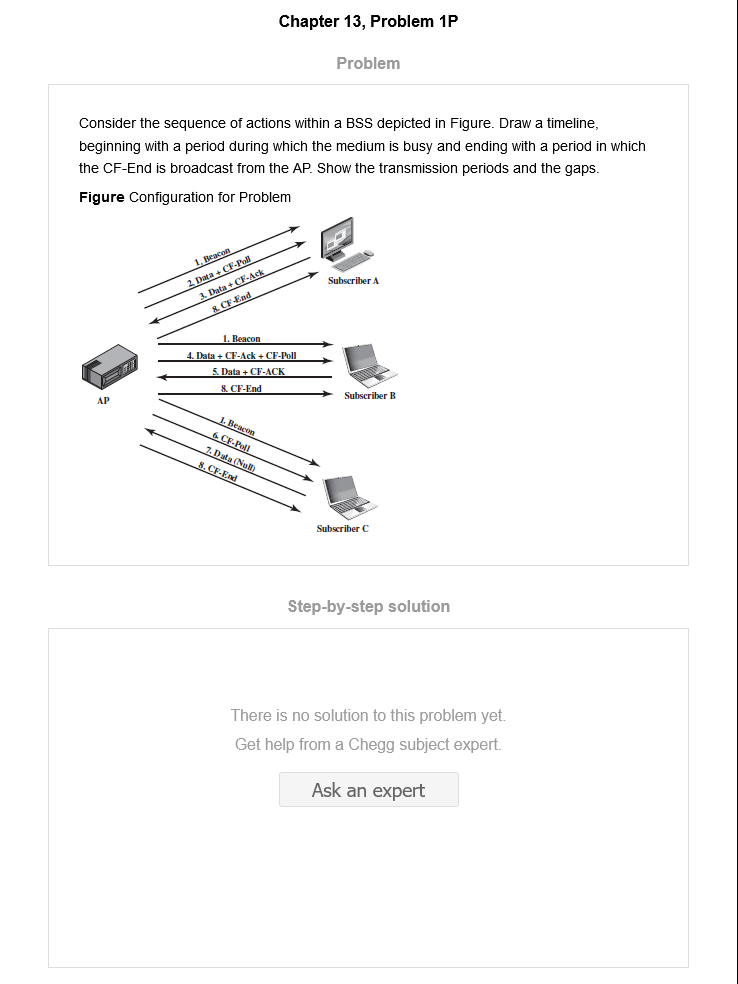 Chapter 13, Problem 1P
Problem
Consider the sequence of actions within a BSS depicted in Figure. Draw a timeline,
beginning with a period during which the medium is busy and ending with a period in which
the CF-End is broadcast from the AP. Show the transmission periods and the gaps.
Figure Configuration for Problem
1. Beacon
2. Data + CF-Poll
3. Data + CF-Ack
8. CF-End
Subscriber A
1. Beacon
4. Data + CF-Ack + CF-Poll
5. Data + CF-ACK
8. CF-End
AP
Subscriber B
1. Beacon
6. CF-Poll
7. Data (Null)
8. CF-End
Subscriber C
Step-by-step solution
There is no solution to this problem yet.
Get help from a Chegg subject expert.
Ask an expert